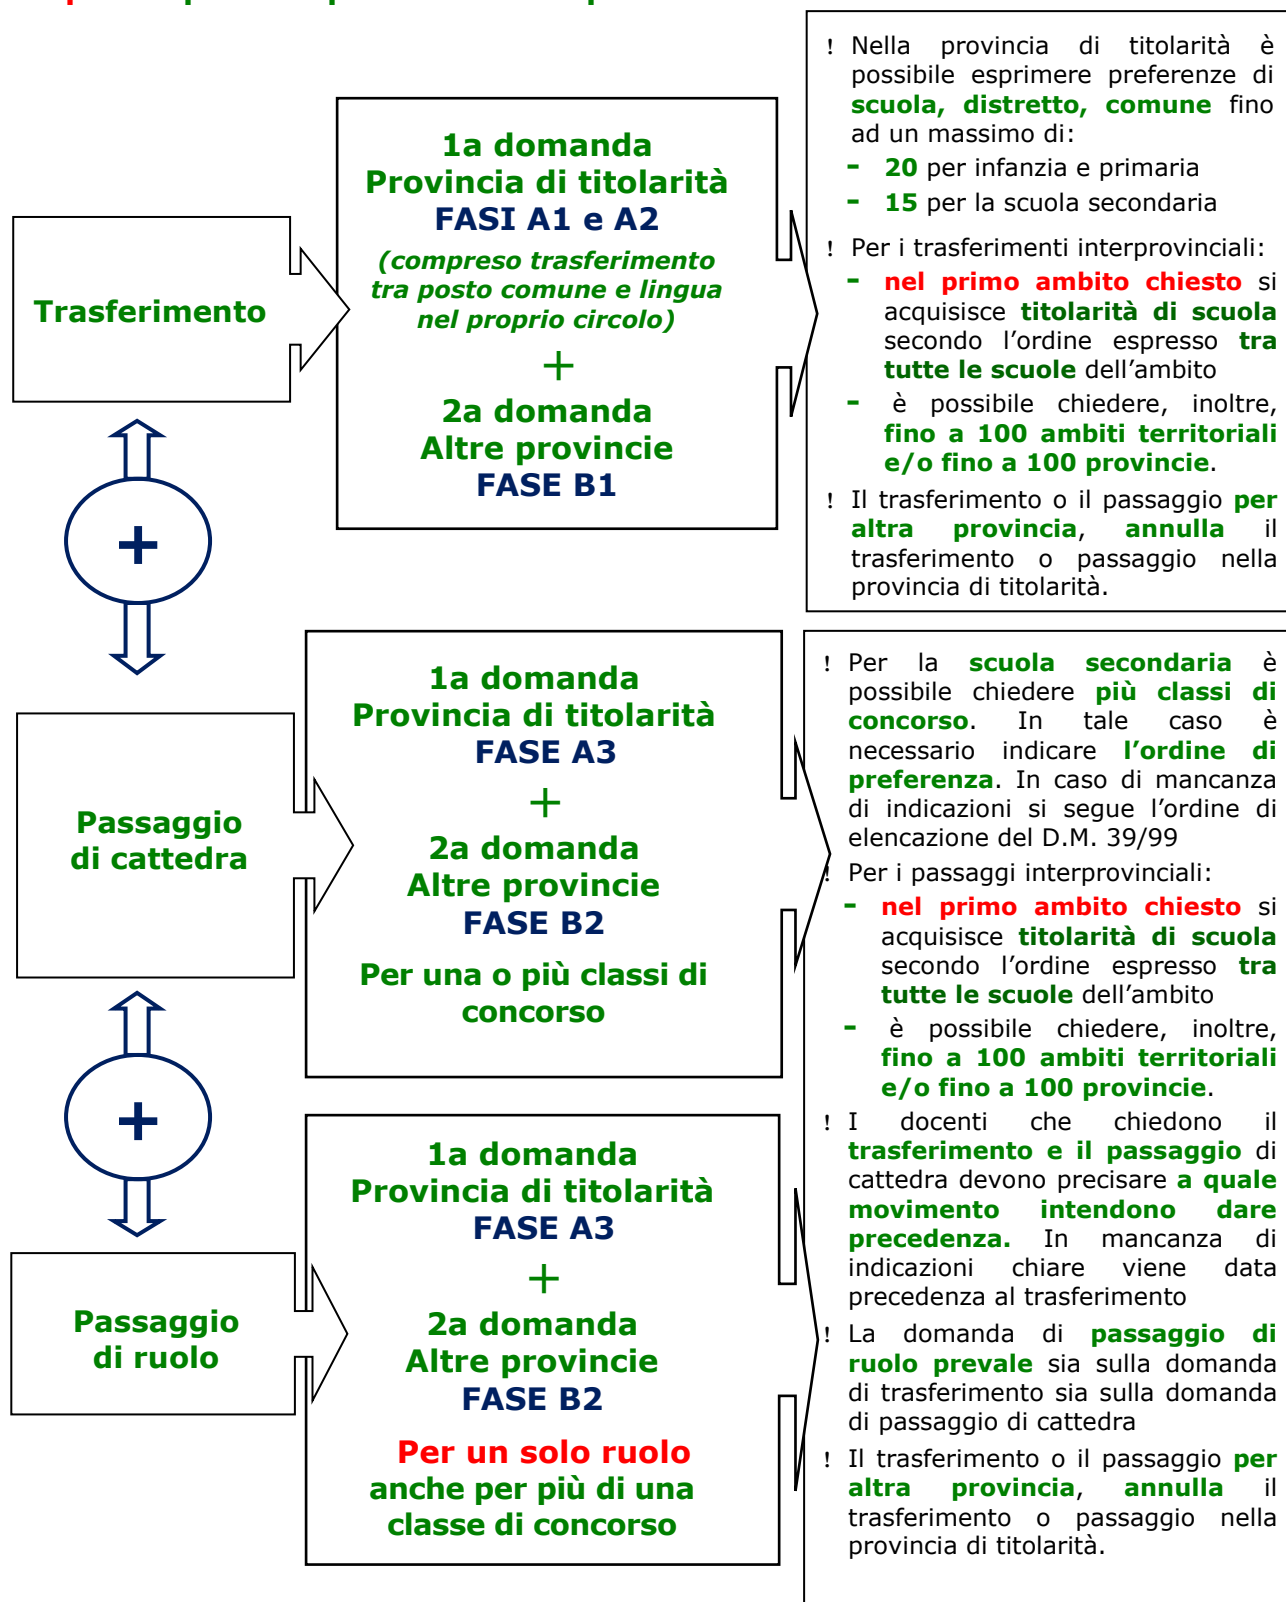 Trasferimento
1a domanda
Provincia di titolarità
FASI A1 e A2
(compreso trasferimento
tra posto comune e lingua
nel proprio circolo)
+
2a domanda
Altre provincie
FASE B1
! Nella provincia di titolarità è
possibile esprimere preferenze di
scuola, distretto, comune fino
ad un massimo di:
- 20 per infanzia e primaria
- 15 per la scuola secondaria
! Per i trasferimenti interprovinciali:
- nel primo ambito chiesto si
acquisisce titolarità di scuola
secondo l’ordine espresso tra
tutte le scuole dell’ambito
- è possibile chiedere, inoltre,
fino a 100 ambiti territoriali
e/o fino a 100 provincie.
! Il trasferimento o il passaggio per
altra provincia, annulla il
trasferimento o passaggio nella
provincia di titolarità.
+
Passaggio
di cattedra
1a domanda
Provincia di titolarità
FASE A3
+
2a domanda
Altre provincie
FASE B2
Per una o più classi di
concorso
! Per la scuola secondaria è
possibile chiedere più classi di
concorso. In tale caso è
necessario indicare l’ordine di
preferenza. In caso di mancanza
di indicazioni si segue l’ordine di
elencazione del D.M. 39/99
! Per i passaggi interprovinciali:
- nel primo ambito chiesto si
acquisisce titolarità di scuola
secondo l’ordine espresso tra
tutte le scuole dell’ambito
- è possibile chiedere, inoltre,
fino a 100 ambiti territoriali
e/o fino a 100 provincie.
! I docenti che chiedono il
trasferimento e il passaggio di
cattedra devono precisare a quale
movimento intendono dare
precedenza. In mancanza di
indicazioni chiare viene data
precedenza al trasferimento
! La domanda di passaggio di
ruolo prevale sia sulla domanda
di trasferimento sia sulla domanda
di passaggio di cattedra
! Il trasferimento o il passaggio per
altra provincia, annulla il
trasferimento o passaggio nella
provincia di titolarità.
+
Passaggio
di ruolo
1a domanda
Provincia di titolarità
FASE A3
+
2a domanda
Altre provincie
FASE B2
Per un solo ruolo
anche per più di una
classe di concorso